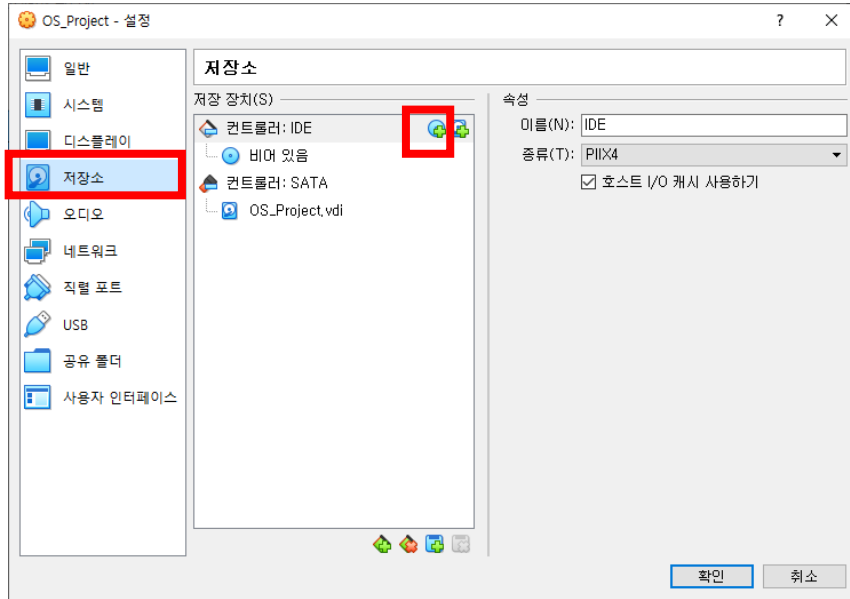 OS_Project - 설정
일반
시스템
디스플레이
저장소
오디오
네트워크
직렬 포트
USB
공유 폴더
사용자 인터페이스
저장소
저장 장치(S)
컨트롤러: IDE
비어 있음
컨트롤러: SATA
OS_Project.vdi
속성
이름(N): IDE
종류(T): PIIX4
호스트 I/O 캐시 사용하기
확인
취소